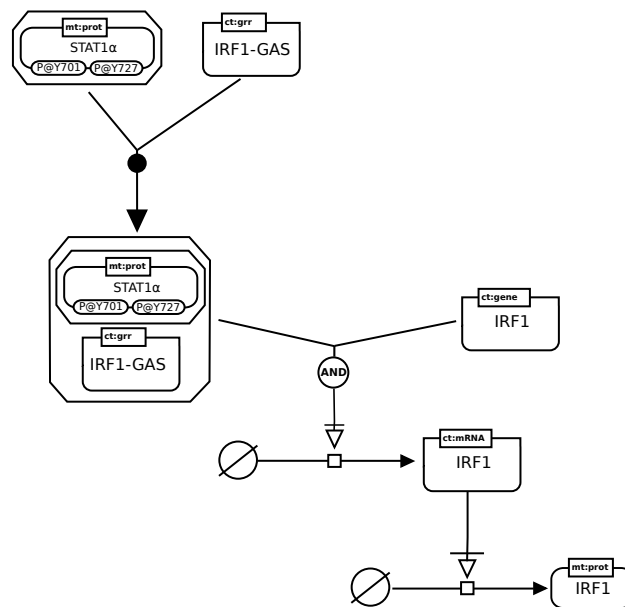 mt:prot
STAT1α
P@Y701 P@Y727
ct:grr
IRF1-GAS
mt:prot
STAT1α
P@Y701 P@Y727
ct:grr
IRF1-GAS
ct:gene
IRF1
AND
ct:mRNA
IRF1
mt:prot
IRF1